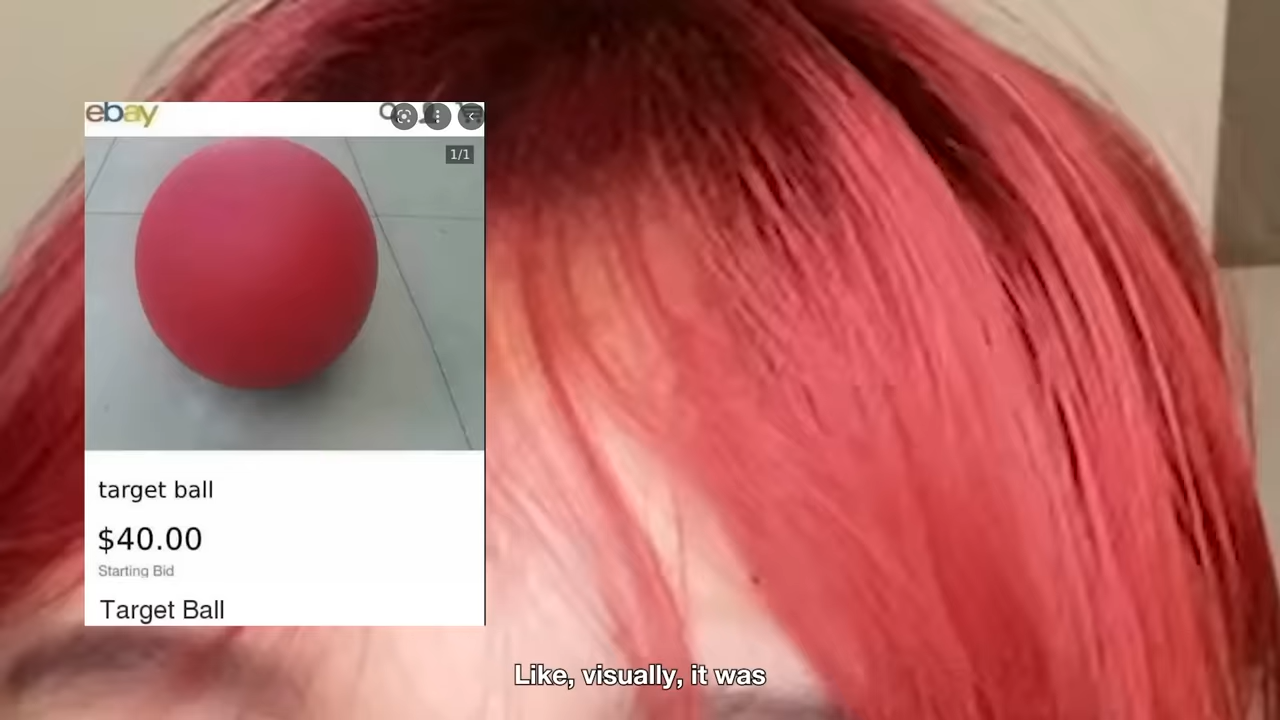 ebay
1/1
target ball
$40.00
Starting Bid
Target Ball
Like, visually, it was